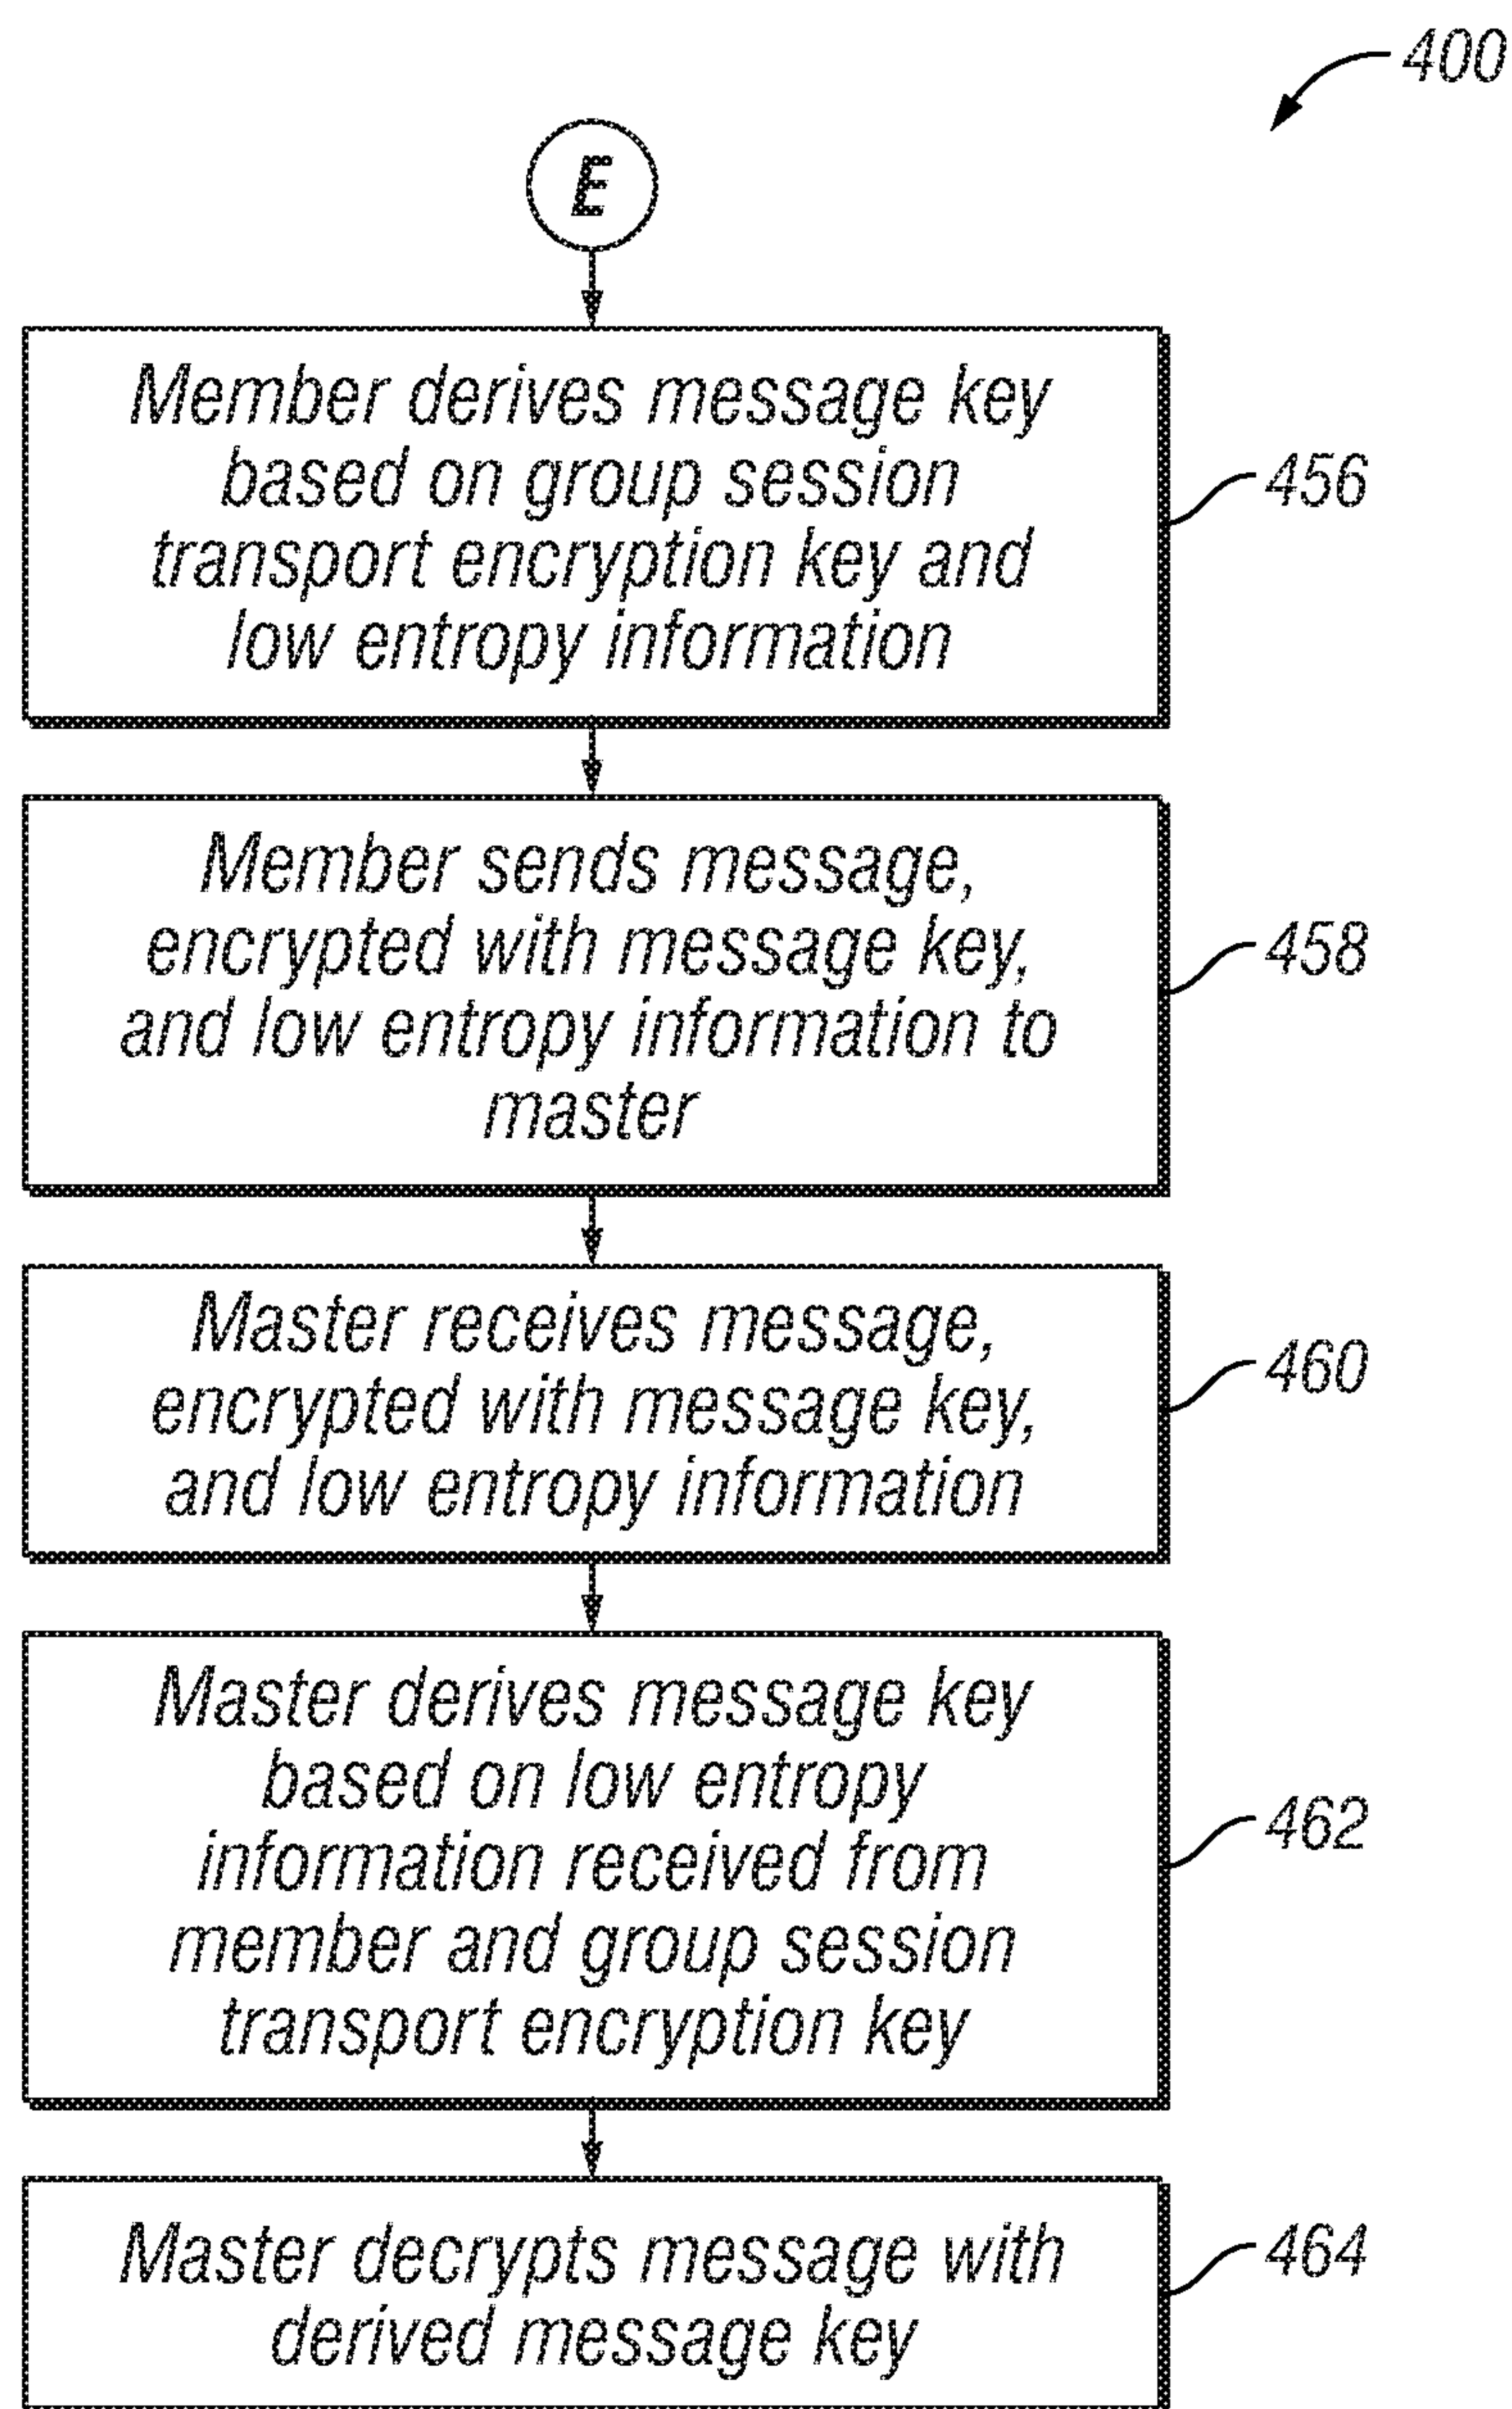 400
E
Member derives message key
based on group session
transport encryption key and
low entropy information
456
Member sends message,
encrypted with message key,
and low entropy information to
master
458
Master receives message,
encrypted with message key,
and low entropy information
460
Master derives message key
based on low entropy
information received from
member and group session
transport encryption key
462
Master decrypts message with
derived message key
464